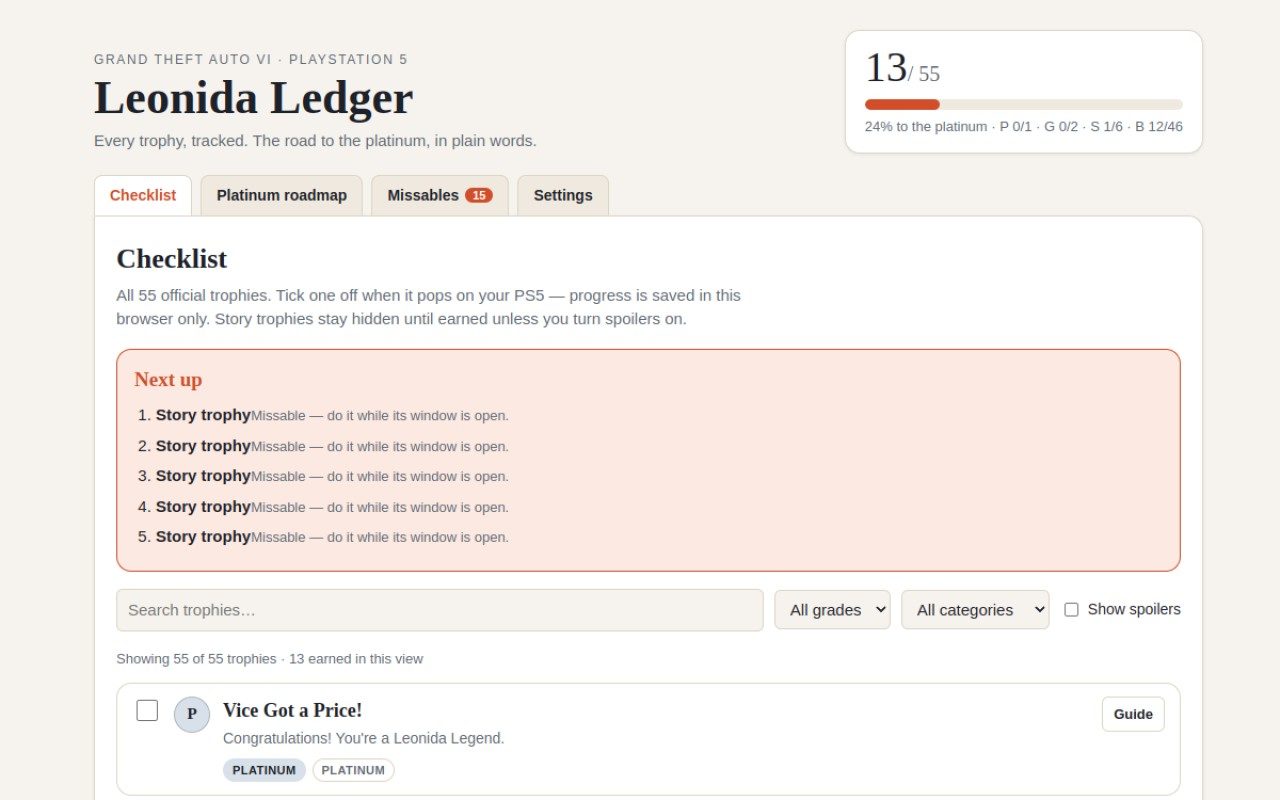 GRAND THEFT AUTO VI · PLAYSTATION 5
Leonida Ledger
Every trophy, tracked. The road to the platinum, in plain words.
13/ 55
24% to the platinum · P 0/1 · G 0/2 · S 1/6 · B 12/46
Checklist
Platinum roadmap
Missables 15
Settings
Checklist
All 55 official trophies. Tick one off when it pops on your PS5 — progress is saved in this
browser only. Story trophies stay hidden until earned unless you turn spoilers on.
Next up
1. Story trophyMissable — do it while its window is open.
2. Story trophyMissable — do it while its window is open.
3. Story trophyMissable — do it while its window is open.
4. Story trophyMissable — do it while its window is open.
5. Story trophyMissable — do it while its window is open.
Search trophies…
All grades
All categories
Show spoilers
Showing 55 of 55 trophies · 13 earned in this view
P
Vice Got a Price!
Guide
Congratulations! You're a Leonida Legend.
PLATINUM
PLATINUM